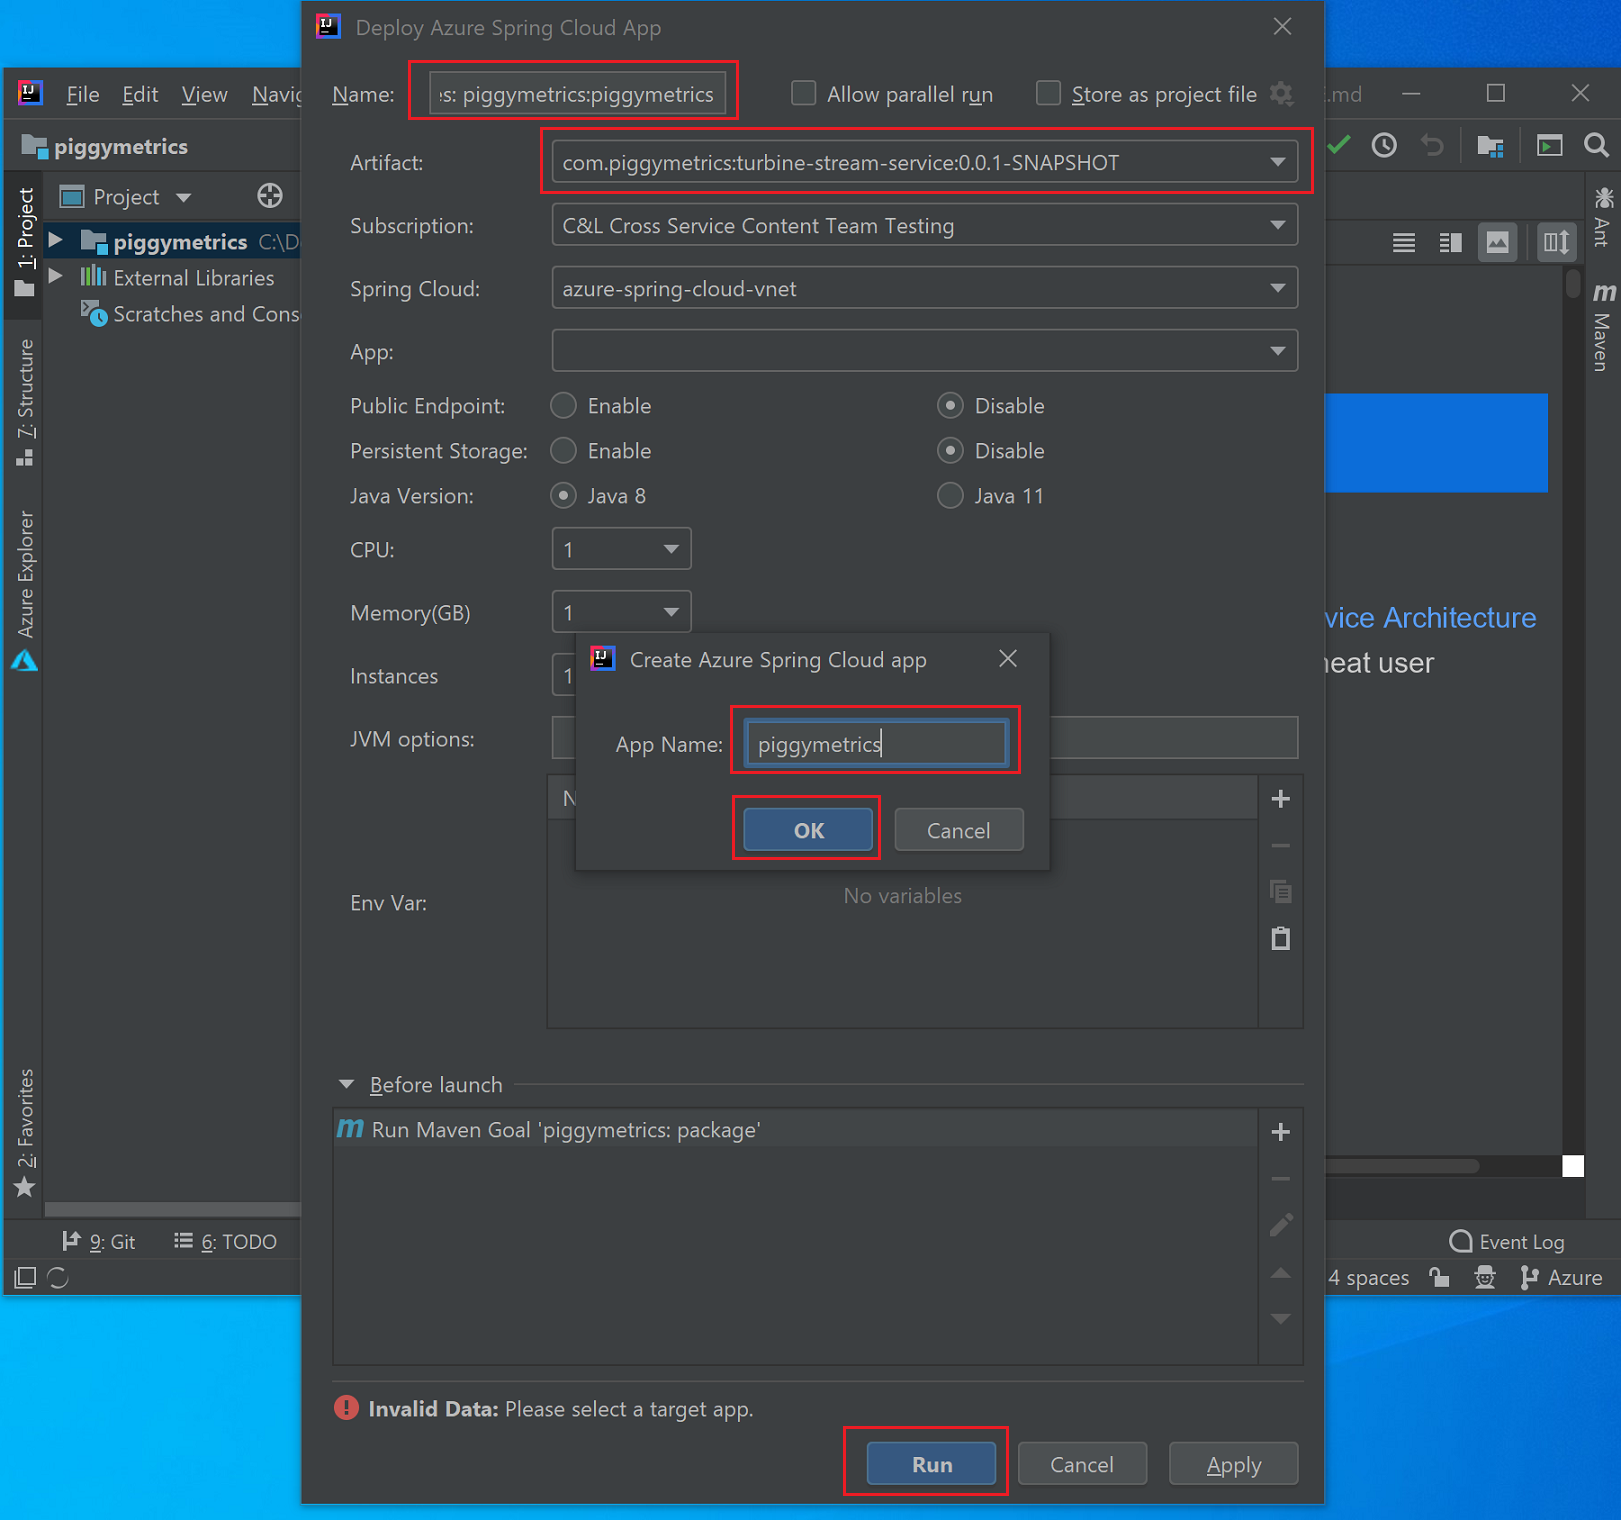 Deploy Azure Spring Cloud App
File Edit View
Name: piggymetrics:piggymetrics Allow parallel run Store as project file
piggymetrics
Artifact: com.piggymetrics:turbine-stream-service:0.0.1-SNAPSHOT
Project
Subscription: C&L Cross Service Content Team Testing
piggymetrics
External Libraries
Scratches and
Spring Cloud: azure-spring-cloud-vnet
App:
Public Endpoint: Enable Disable
Persistent Storage: Enable Disable
Java Version: Java 8 Java 11
CPU: 1
Memory(GB) 1
Instances 1
JVM options:
Create Azure Spring Cloud app
App Name: piggymetrics
OK Cancel
No variables
Env Var:
Before launch
m Run Maven Goal 'piggymetrics: package'
Invalid Data: Please select a target app.
Run Cancel Apply
1: Project
7: Structure
Azure Explorer
2: Favorites
9: Git 6: TODO
.md
Ant
m Maven
Architecture
user
Event Log
4 spaces Azure